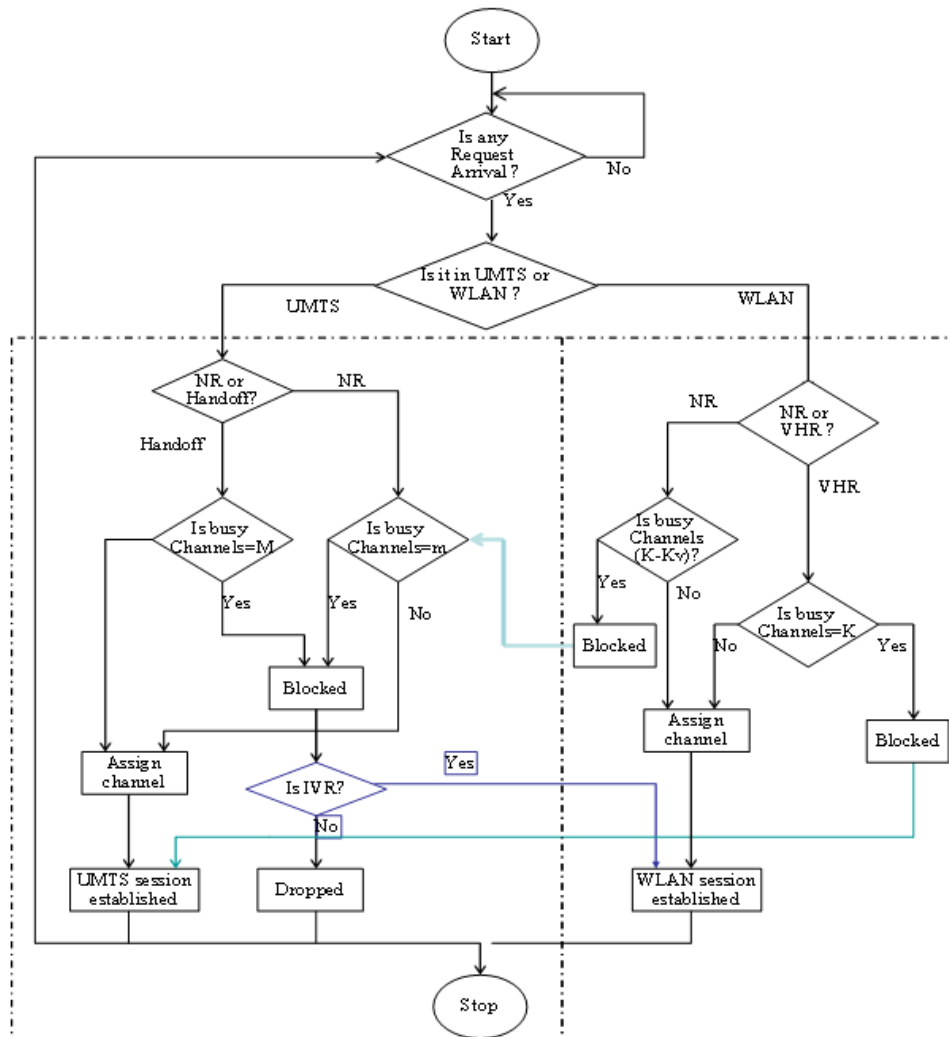 Start
Is any
Request
Arrival ?
No
Yes
Is it in UMTS or
WLAN ?
UMTS
WLAN
NR or
Handoff?
NR
NR
NR or
VHR ?
Handoff
VHR
Is busy
Channels=M
Is busy
Channels=m
Is busy
Channels
(K-Kv)?
Yes
Yes
No
Yes
No
Is busy
Channels=K
No
Yes
Blocked
Blocked
Assign
channel
Blocked
Assign
channel
Is IVR?
Yes
No
UMTS session
established
Dropped
WLAN session
established
Stop